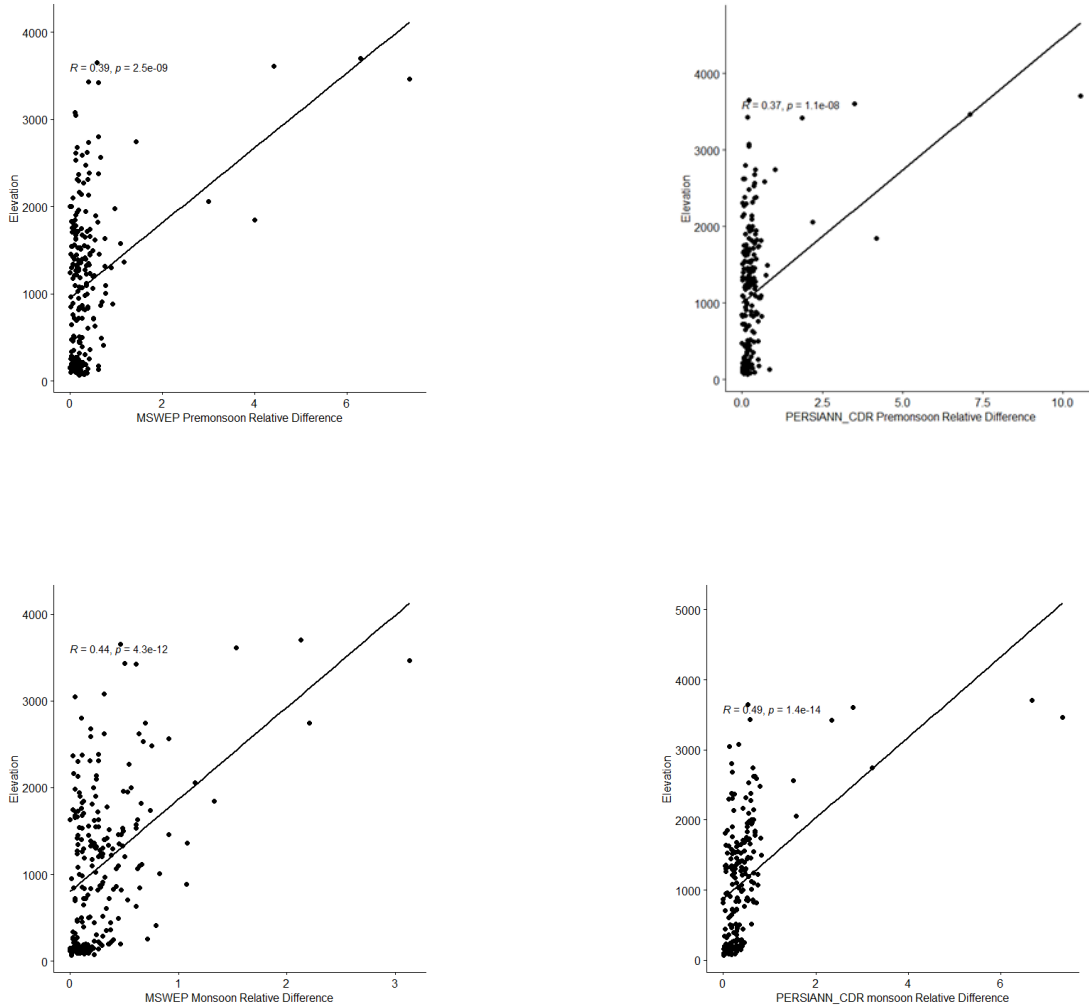 4000
R = 0.39, p = 2.5e-09
3000
Elevation
2000
1000
0
0 2 4 6
MSWEP Premonsoon Relative Difference
4000
R = 0.37, p = 1.1e-08
3000
Elevation
2000
1000
0
0.0 2.5 5.0 7.5 10.0
PERSIANN_CDR Premonsoon Relative Difference
4000
R = 0.44, p = 4.3e-12
3000
Elevation
2000
1000
0
0 1 2 3
MSWEP Monsoon Relative Difference
5000
4000
R = 0.49, p = 1.4e-14
3000
Elevation
2000
1000
0
0 2 4 6
PERSIANN_CDR monsoon Relative Difference